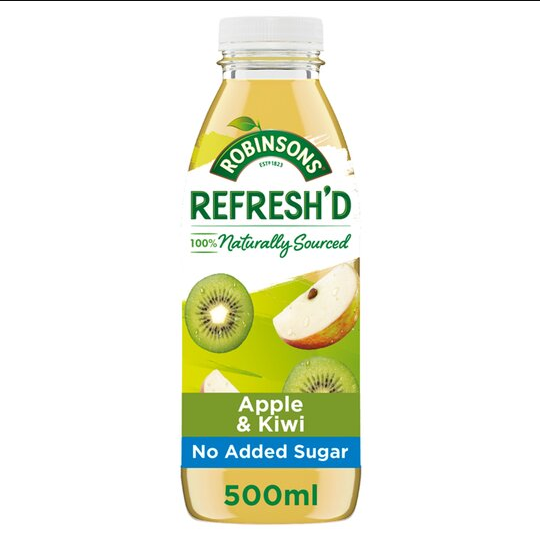 ROBINSONS
ESTD 1823
REFRESH'D
100% Naturally Sourced
Apple
& Kiwi
No Added Sugar
500ml